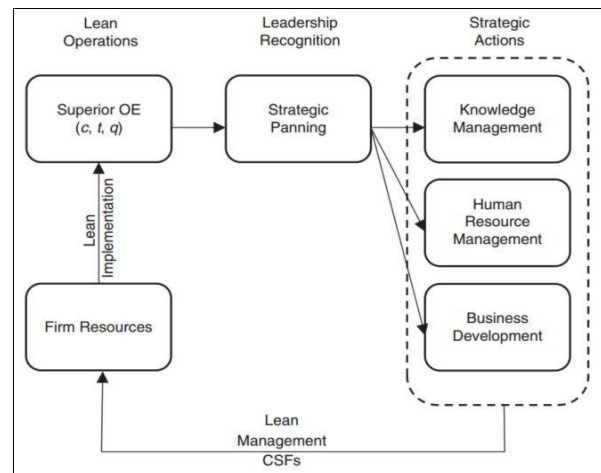 Lean
Operations
Leadership
Recognition
Strategic
Actions
Superior OE
(c, t, q)
Strategic
Panning
Knowledge
Management
Human
Resource
Management
Lean
Implementation
Firm Resources
Business
Development
Lean
Management
CSFs